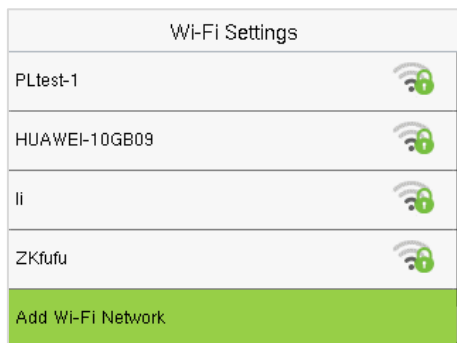 Wi-Fi Settings
PLtest-1
HUAWEI-10GB09
li
ZKfufu
Add Wi-Fi Network